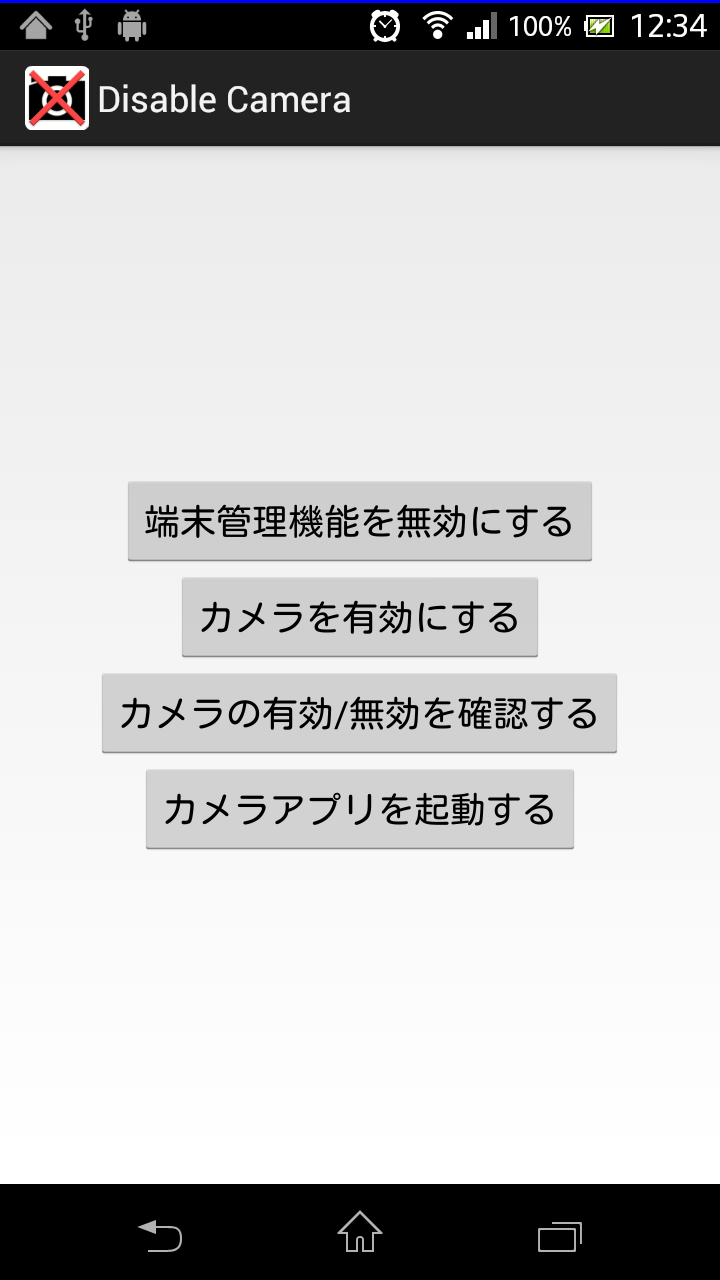 100% 12:34
Disable Camera
端末管理機能を無効にする
カメラを有効にする
カメラの有効/無効を確認する
カメラアプリを起動する